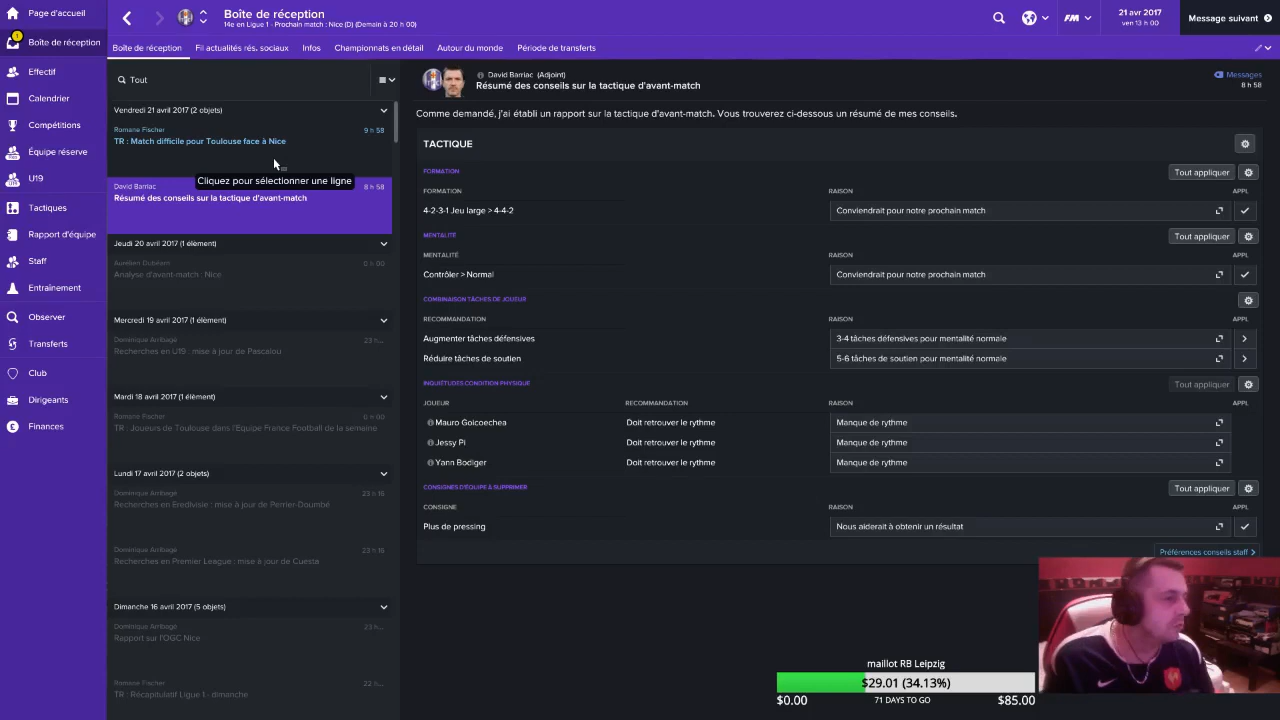 Page d'accueil
Boîte de réception
14e en Ligue 1 - Prochain match : Nice (D) (Demain à 20 h 00)
FM
21 avr 2017
ven 13 h 00
Message suivant
1
Boîte de réception
Effectif
Calendrier
Compétitions
Équipe réserve
U19
Tactiques
Rapport d'équipe
Staff
Entraînement
Observer
Transferts
Club
Dirigeants
Finances
Boîte de réception
Fil actualités rés. sociaux
Infos
Championnats en détail
Autour du monde
Période de transferts
Tout
Vendredi 21 avril 2017 (2 objets)
Romane Fischer 9 h 58
TR : Match difficile pour Toulouse face à Nice
Cliquez pour sélectionner une ligne
David Barriac 8 h 58
Résumé des conseils sur la tactique d'avant-match
Jeudi 20 avril 2017 (1 élément)
Aurélien Dubéarn 0 h 00
Analyse d'avant-match : Nice
Mercredi 19 avril 2017 (1 élément)
Dominique Arribagé 23 h...
Recherches en U19 : mise à jour de Pascalou
Mardi 18 avril 2017 (1 élément)
Romane Fischer 0 h 00
TR : Joueurs de Toulouse dans l'Équipe France Football de la semaine
Lundi 17 avril 2017 (2 objets)
Dominique Arribagé 23 h 16
Recherches en Eredivisie : mise à jour de Perrier-Doumbé
Dominique Arribagé 23 h 16
Recherches en Premier League : mise à jour de Cuesta
Dimanche 16 avril 2017 (5 objets)
Dominique Arribagé 23 h...
Rapport sur l'OGC Nice
Romane Fischer 22 h...
TR : Récapitulatif Ligue 1 - dimanche
David Barriac (Adjoint)
Résumé des conseils sur la tactique d'avant-match
Messages
8 h 58
Comme demandé, j'ai établi un rapport sur la tactique d'avant-match. Vous trouverez ci-dessous un résumé de mes conseils.
TACTIQUE
FORMATION Tout appliquer
FORMATION RAISON APPL
4-2-3-1 Jeu large > 4-4-2 Conviendrait pour notre prochain match
MENTALITÉ Tout appliquer
MENTALITÉ RAISON APPL
Contrôler > Normal Conviendrait pour notre prochain match
COMBINAISON TÂCHES DE JOUEUR
RECOMMANDATION RAISON APPL
Augmenter tâches défensives 3-4 tâches défensives pour mentalité normale
Réduire tâches de soutien 5-6 tâches de soutien pour mentalité normale
INQUIÉTUDES CONDITION PHYSIQUE Tout appliquer
JOUEUR RECOMMANDATION RAISON APPL
Mauro Goicoechea Doit retrouver le rythme Manque de rythme
Jessy Pi Doit retrouver le rythme Manque de rythme
Yann Bodiger Doit retrouver le rythme Manque de rythme
CONSIGNES D'ÉQUIPE À SUPPRIMER Tout appliquer
CONSIGNE RAISON APPL
Plus de pressing Nous aiderait à obtenir un résultat
Préférences conseils staff
maillot RB Leipzig
$29.01 (34.13%)
$0.00 71 DAYS TO GO $85.00